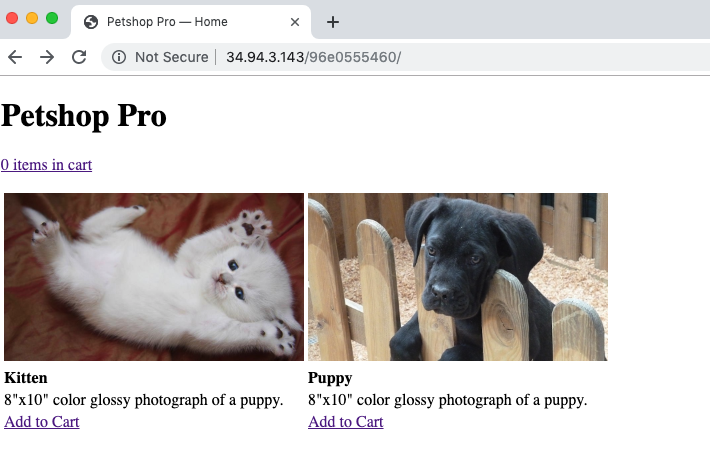 Petshop Pro — Home
Not Secure | 34.94.3.143/96e0555460/
Petshop Pro
0 items in cart
Kitten
8"x10" color glossy photograph of a puppy.
Add to Cart
Puppy
8"x10" color glossy photograph of a puppy.
Add to Cart